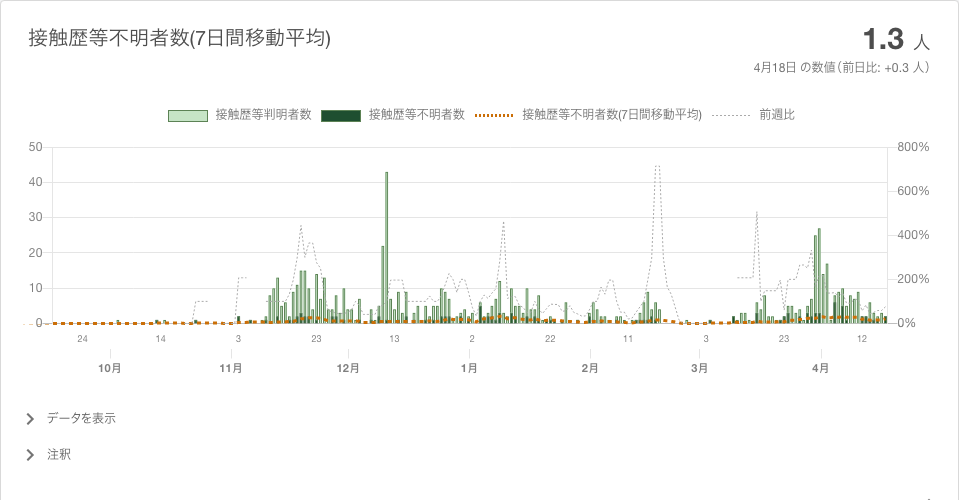 接触歴等不明者数(7日間移動平均)
1.3 人
4月18日 の数値（前日比: +0.3 人）
接触歴等判明者数 接触歴等不明者数 接触歴等不明者数(7日間移動平均) 前週比
50 800%
40 600%
30 400%
20 200%
10 0%
0
24 14 3 23 13 2 22 11 3 23 12
10月 11月 12月 1月 2月 3月 4月
データを表示
注釈